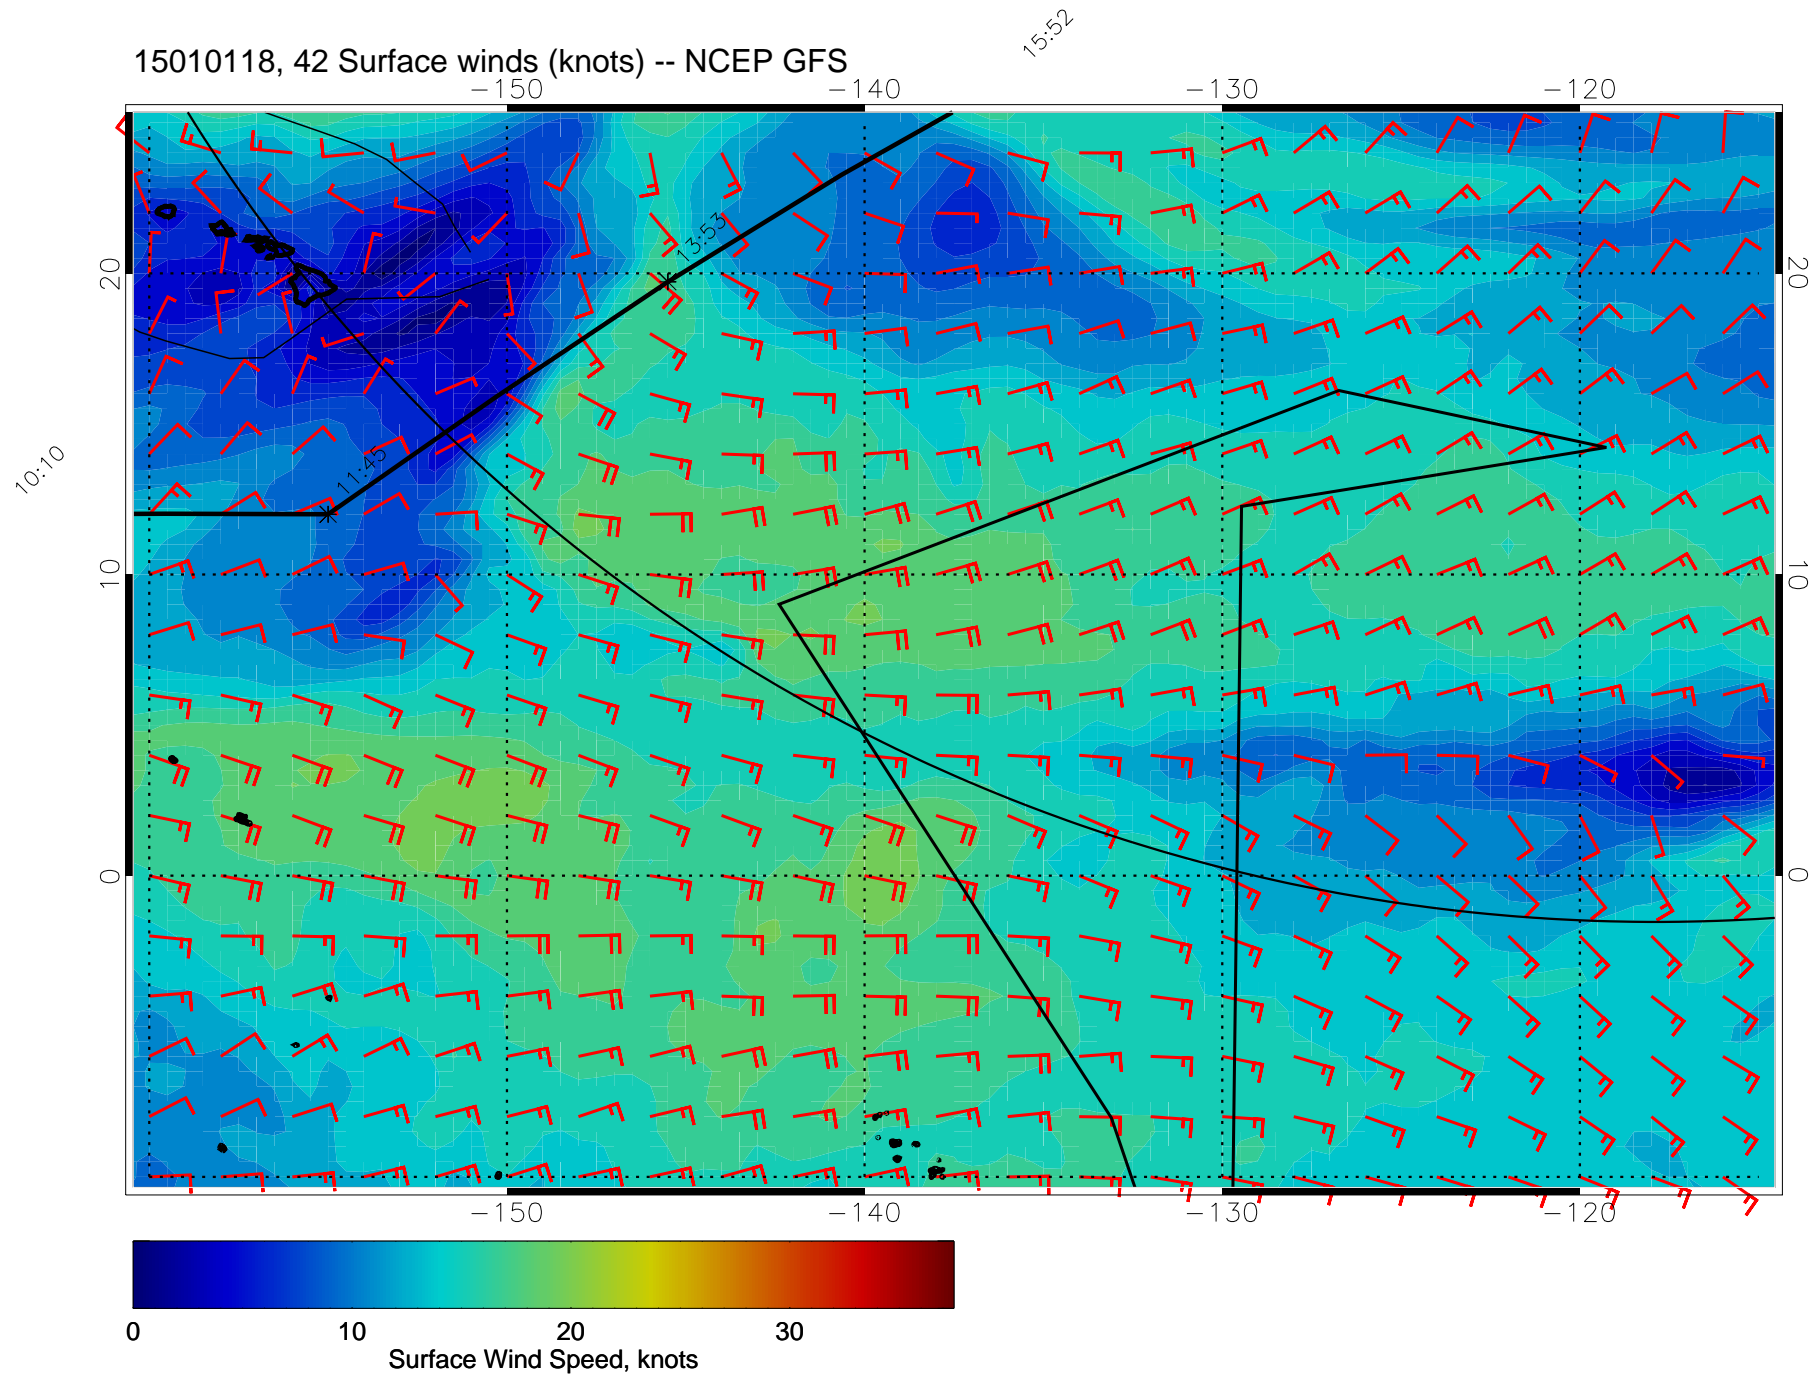 15:52
15010118, 42 Surface winds (knots) -- NCEP GFS
-150 -140 -130 -120
13:53
20 20
11:45
10:10
10 10
0 0
-150 -140 -130 -120
0 10 20 30
Surface Wind Speed, knots